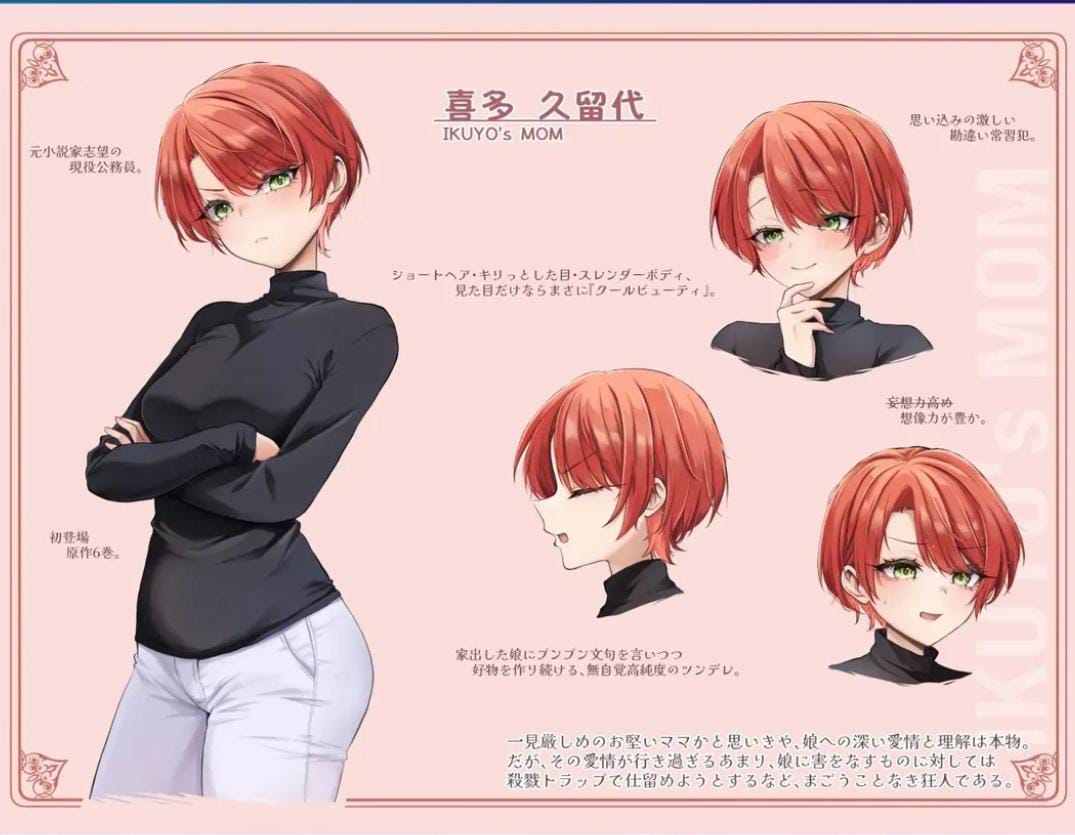 喜多 久留代
IKUYO's MOM
元小説家志望の
現役公務員。
思い込みの激しい
勘違い常習犯。
ショートヘア・キリっとした目・スレンダーボディ、
見た目だけならまさに『クールビューティ』。
妄想力高め
想像力が豊か。
初登場
原作6巻。
家出した娘にプンプン文句を言いつつ
好物を作り続ける、無自覚高純度のツンデレ。
一見厳しめのお堅いママかと思いきや、娘への深い愛情と理解は本物。
だが、その愛情が行き過ぎるあまり、娘に害をなすものに対しては
殺戮トラップで仕留めようとするなど、まごうことなき狂人である。
IKUYO's MOM